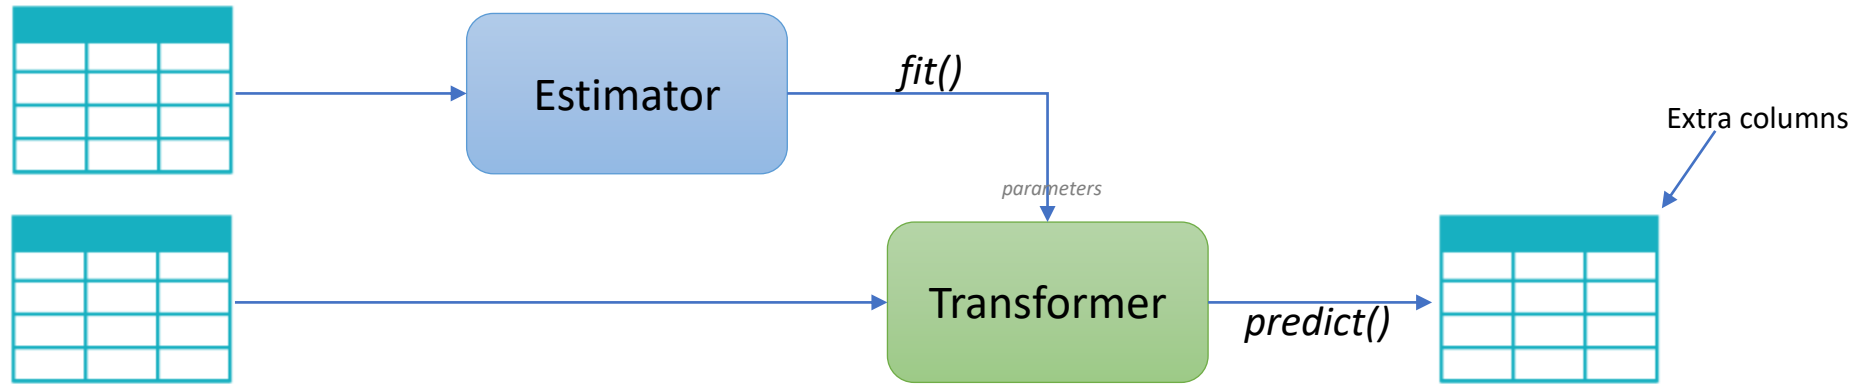 Estimator
fit()
Extra columns
parameters
Transformer
predict()